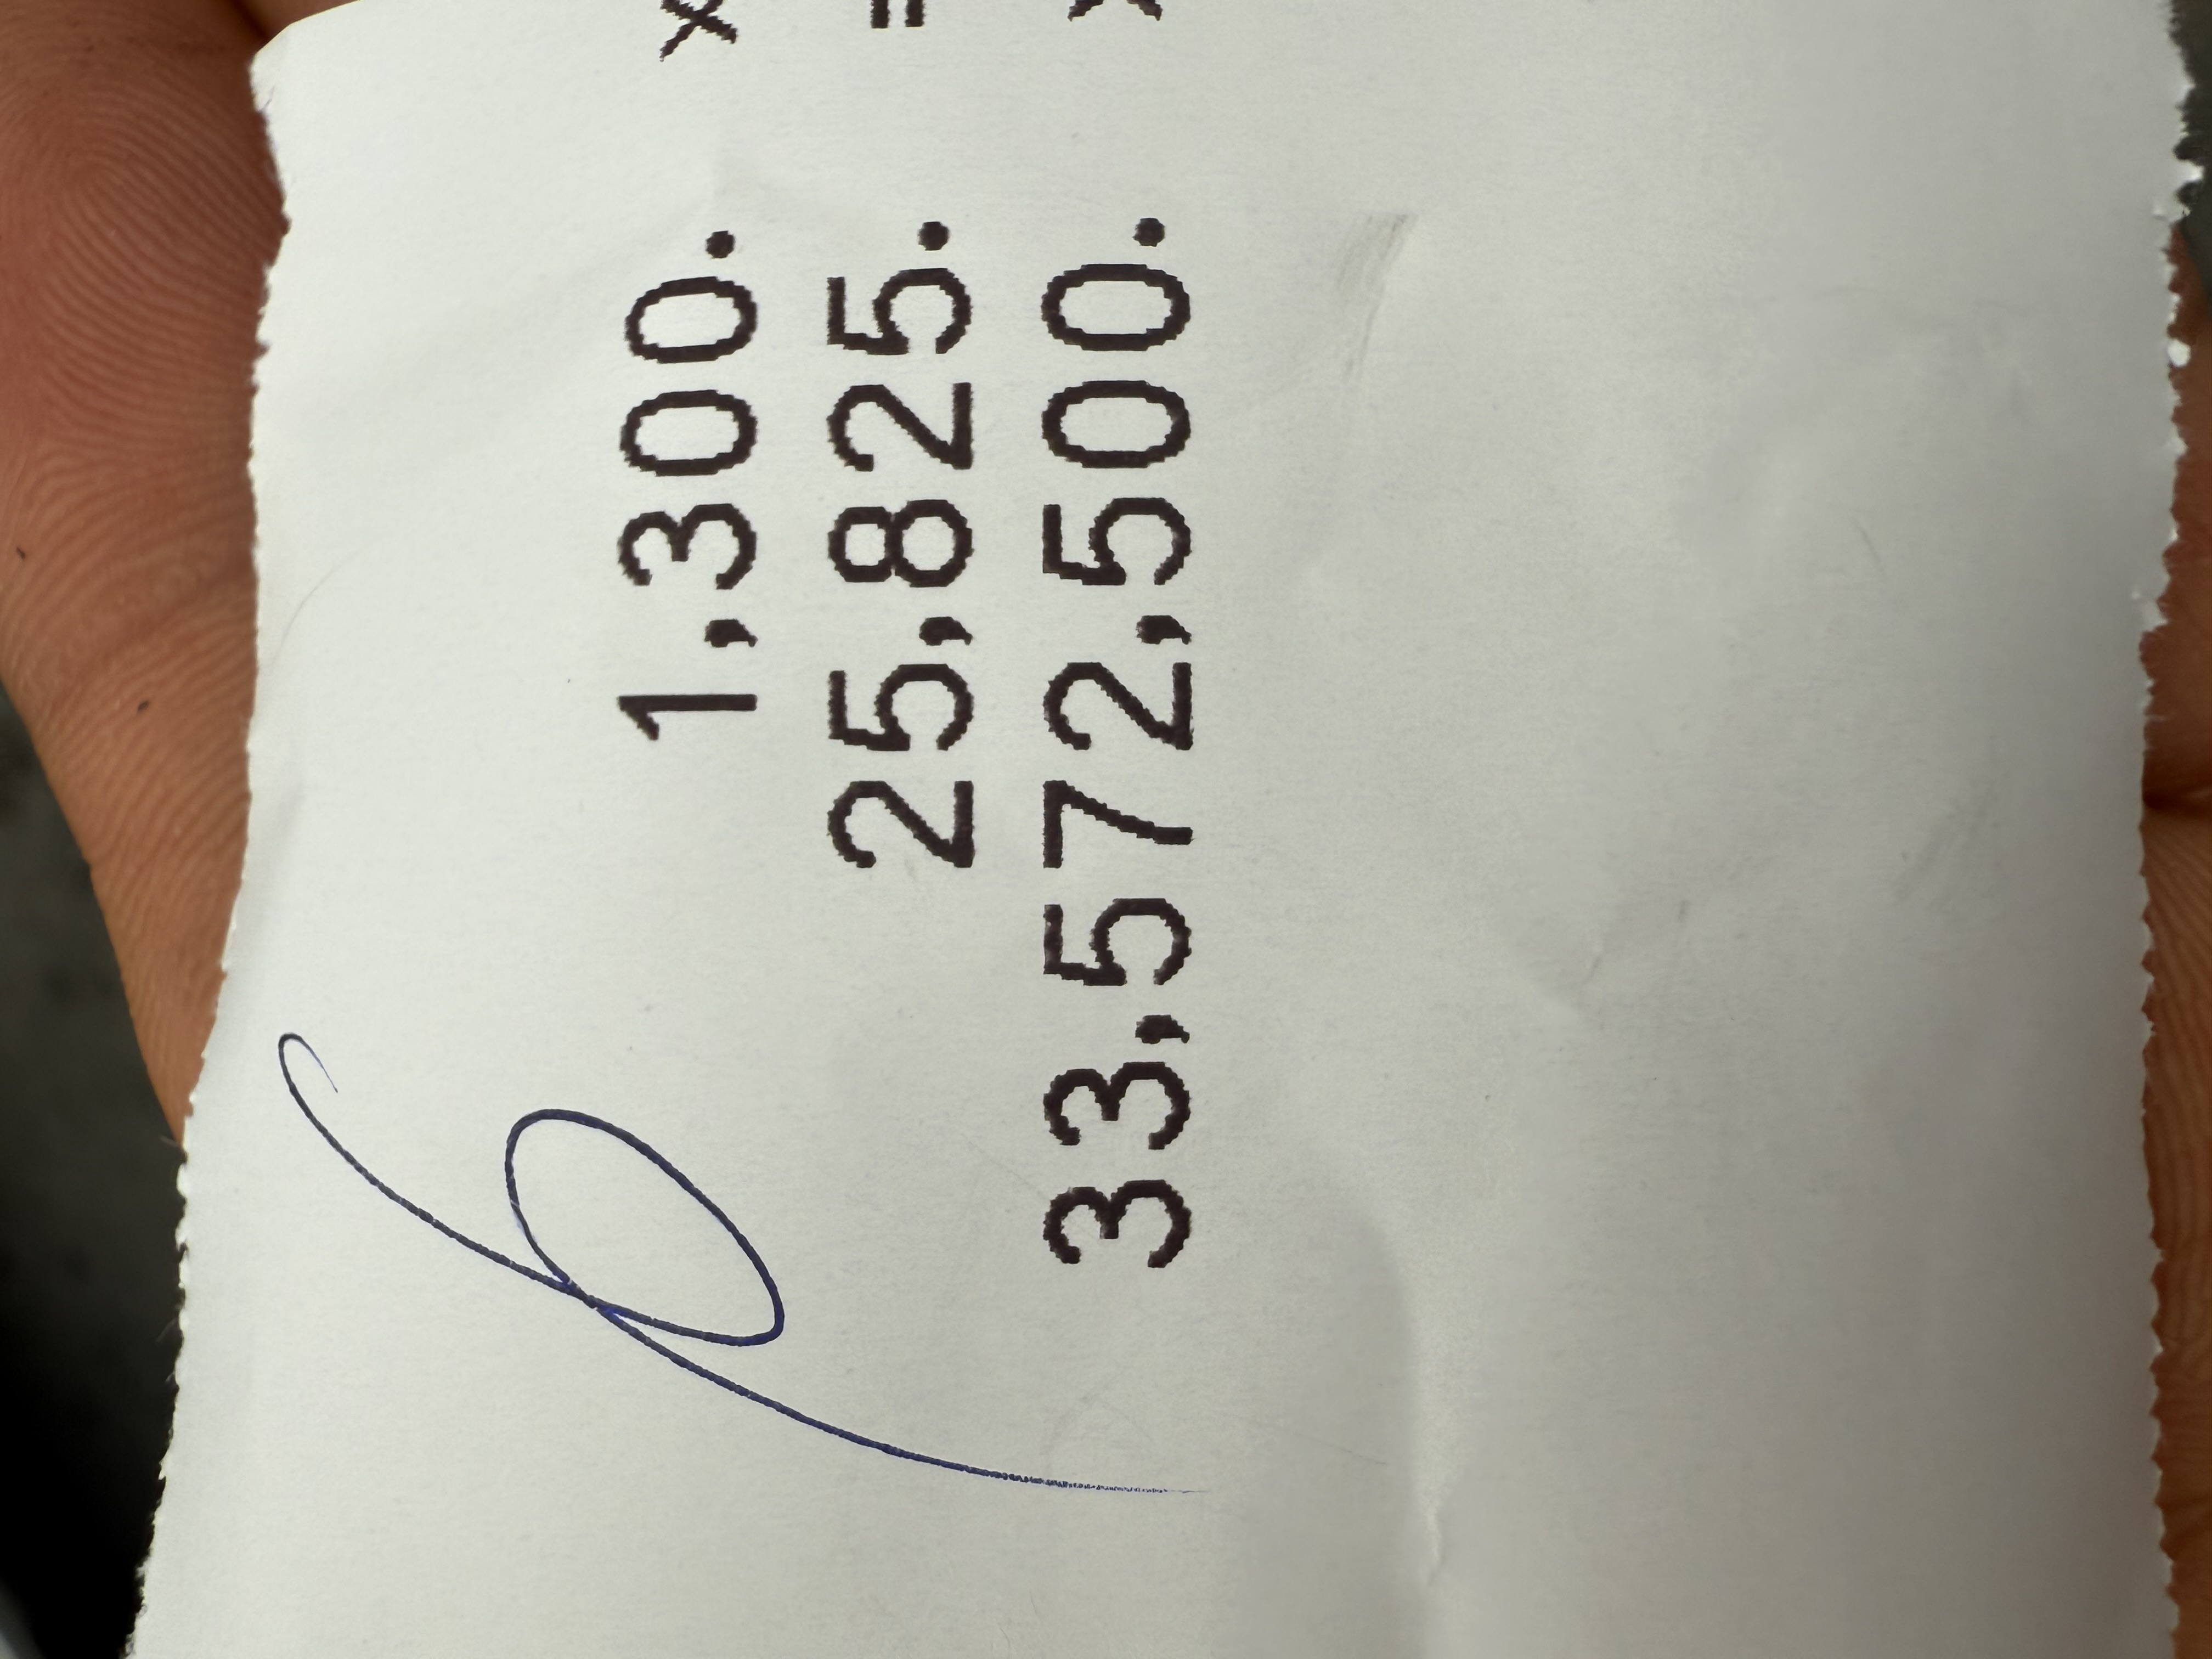 1,300. x
25,825. =
33,572,500.